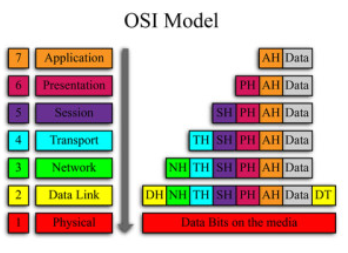 OSI Model
7 Application AH Data
6 Presentation PH AH Data
5 Session SH PH AH Data
4 Transport TH SH PH AH Data
3 Network NH TH SH PH AH Data
2 Data Link DH NH TH SH PH AH Data DT
1 Physical Data Bits on the media